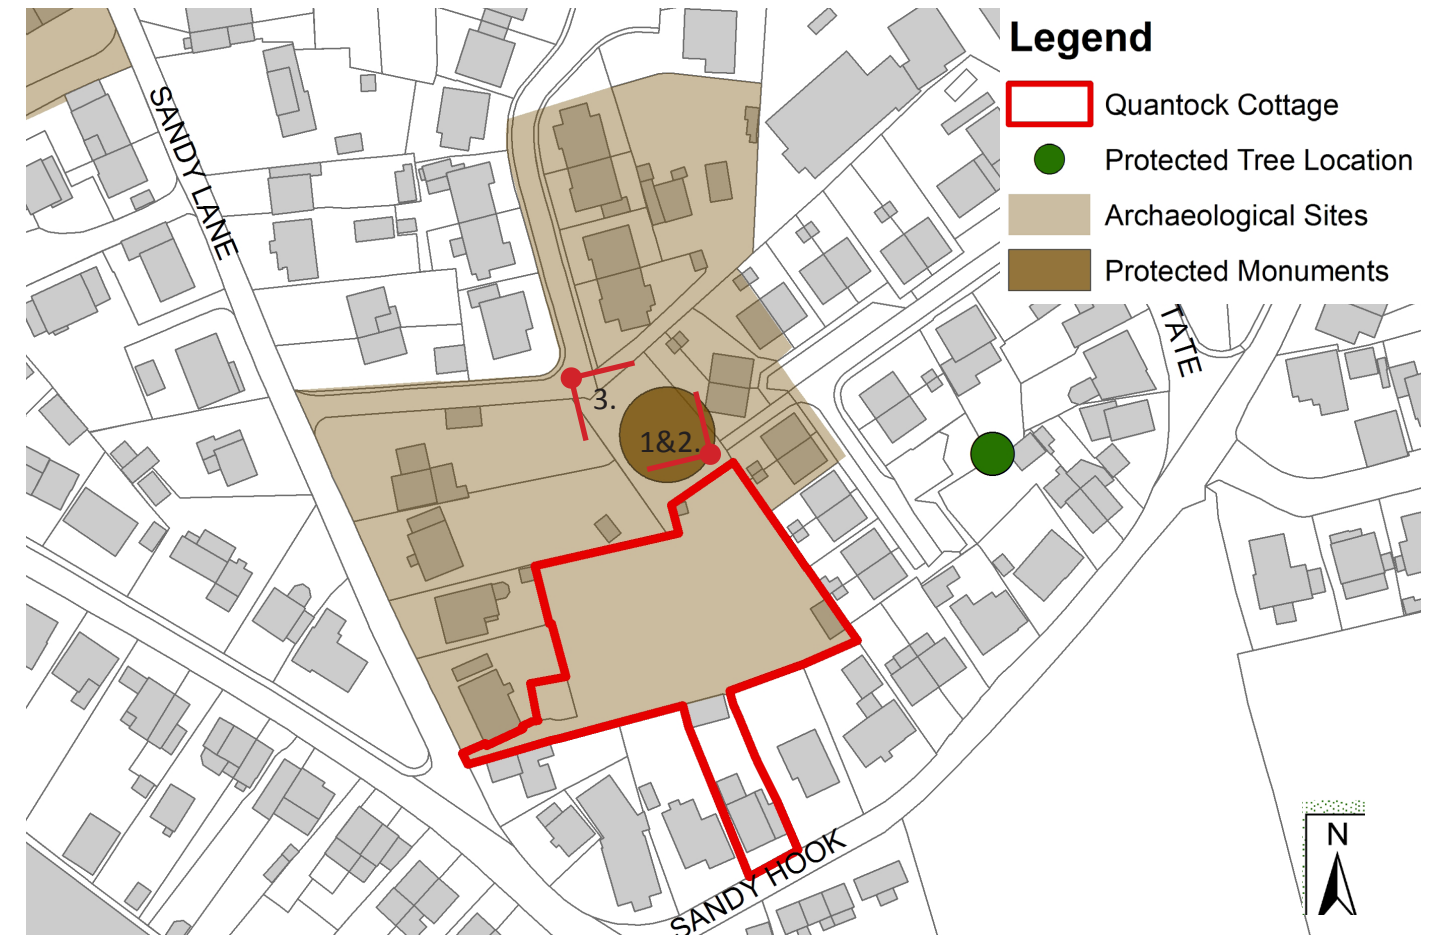 Legend
Quantock Cottage
Protected Tree Location
Archaeological Sites
Protected Monuments
SANDY LANE
TATE
3.
1&2.
SANDY HOOK
N